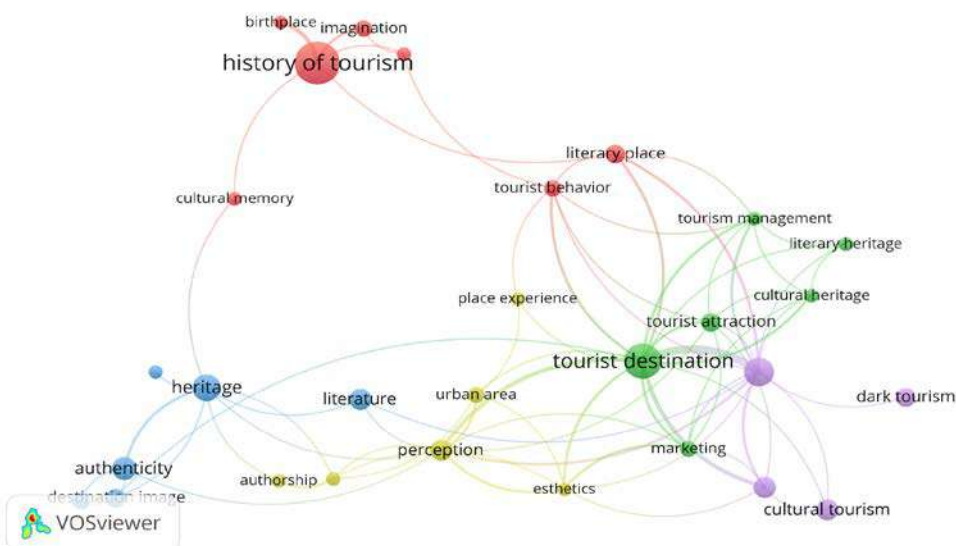 birthplace
imagination
history of tourism
literary place
tourist behavior
cultural memory
tourism management
literary heritage
cultural heritage
place experience
tourist attraction
tourist destination
heritage
literature
urban area
dark tourism
perception
marketing
authenticity
authorship
esthetics
destination image
cultural tourism
VOSviewer